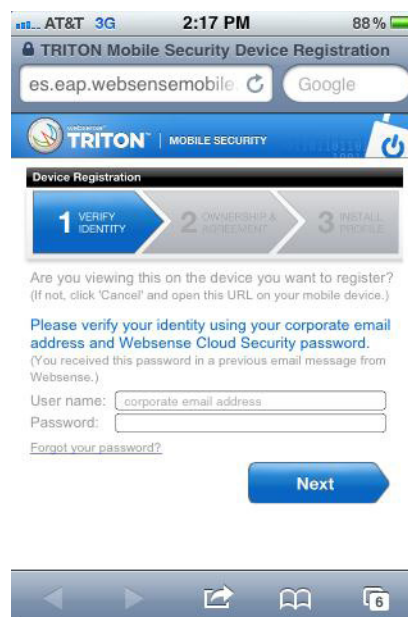 AT&T 3G 2:17 PM 88%
TRITON Mobile Security Device Registration
es.eap.websensemobile. Google
websense
TRITON™ | MOBILE SECURITY
Device Registration
1 VERIFY IDENTITY 2 OWNERSHIP & AGREEMENT 3 INSTALL PROFILE
Are you viewing this on the device you want to register?
(If not, click 'Cancel' and open this URL on your mobile device.)
Please verify your identity using your corporate email
address and Websense Cloud Security password.
(You received this password in a previous email message from
Websense.)
User name: corporate email address
Password:
Forgot your password?
Next
6